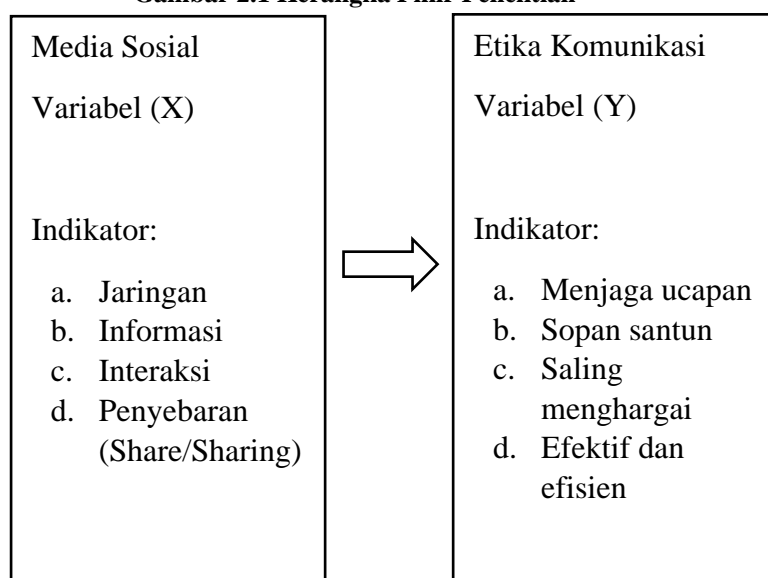 Gambar 2.1 Kerangka Pikir Penelitian
Media Sosial
Variabel (X)
Indikator:
a. Jaringan
b. Informasi
c. Interaksi
d. Penyebaran
(Share/Sharing)
Etika Komunikasi
Variabel (Y)
Indikator:
a. Menjaga ucapan
b. Sopan santun
c. Saling
menghargai
d. Efektif dan
efisien